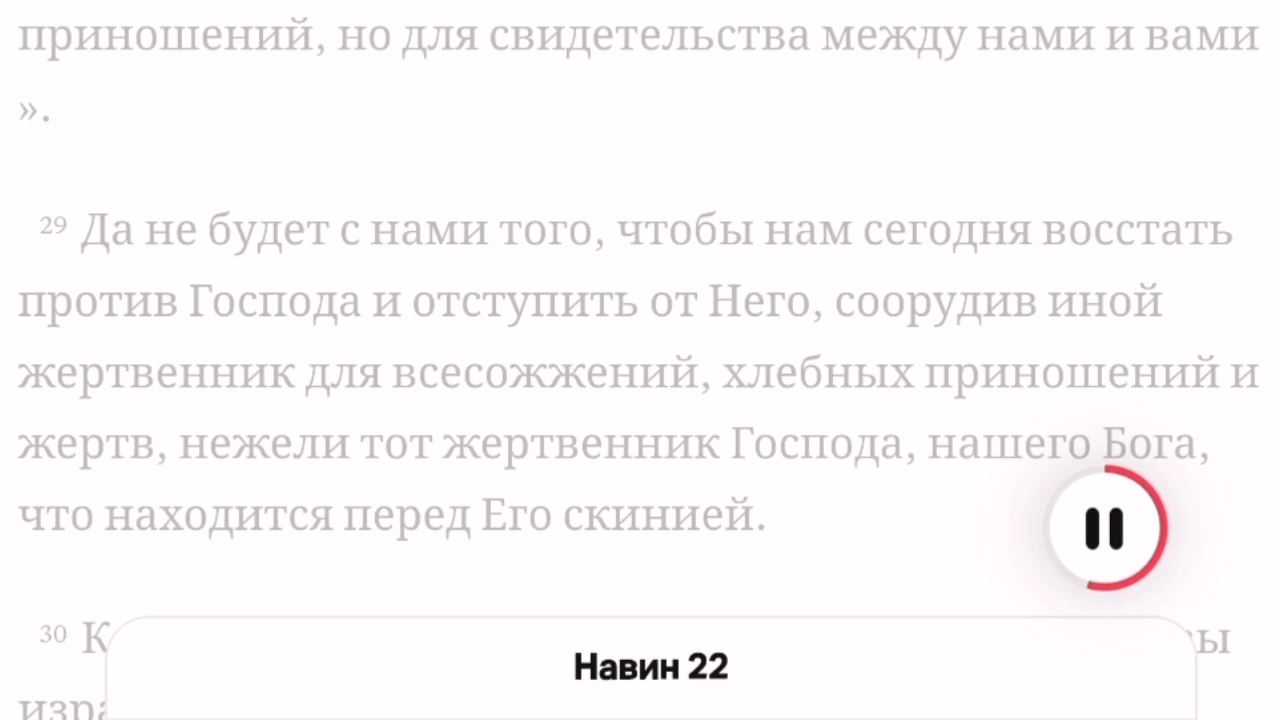 приношений, но для свидетельства между нами и вами
».
29 Да не будет с нами того, чтобы нам сегодня восстать
против Господа и отступить от Него, соорудив иной
жертвенник для всесожжений, хлебных приношений и
жертв, нежели тот жертвенник Господа, нашего Бога,
что находится перед Его скинией.
30
Навин 22